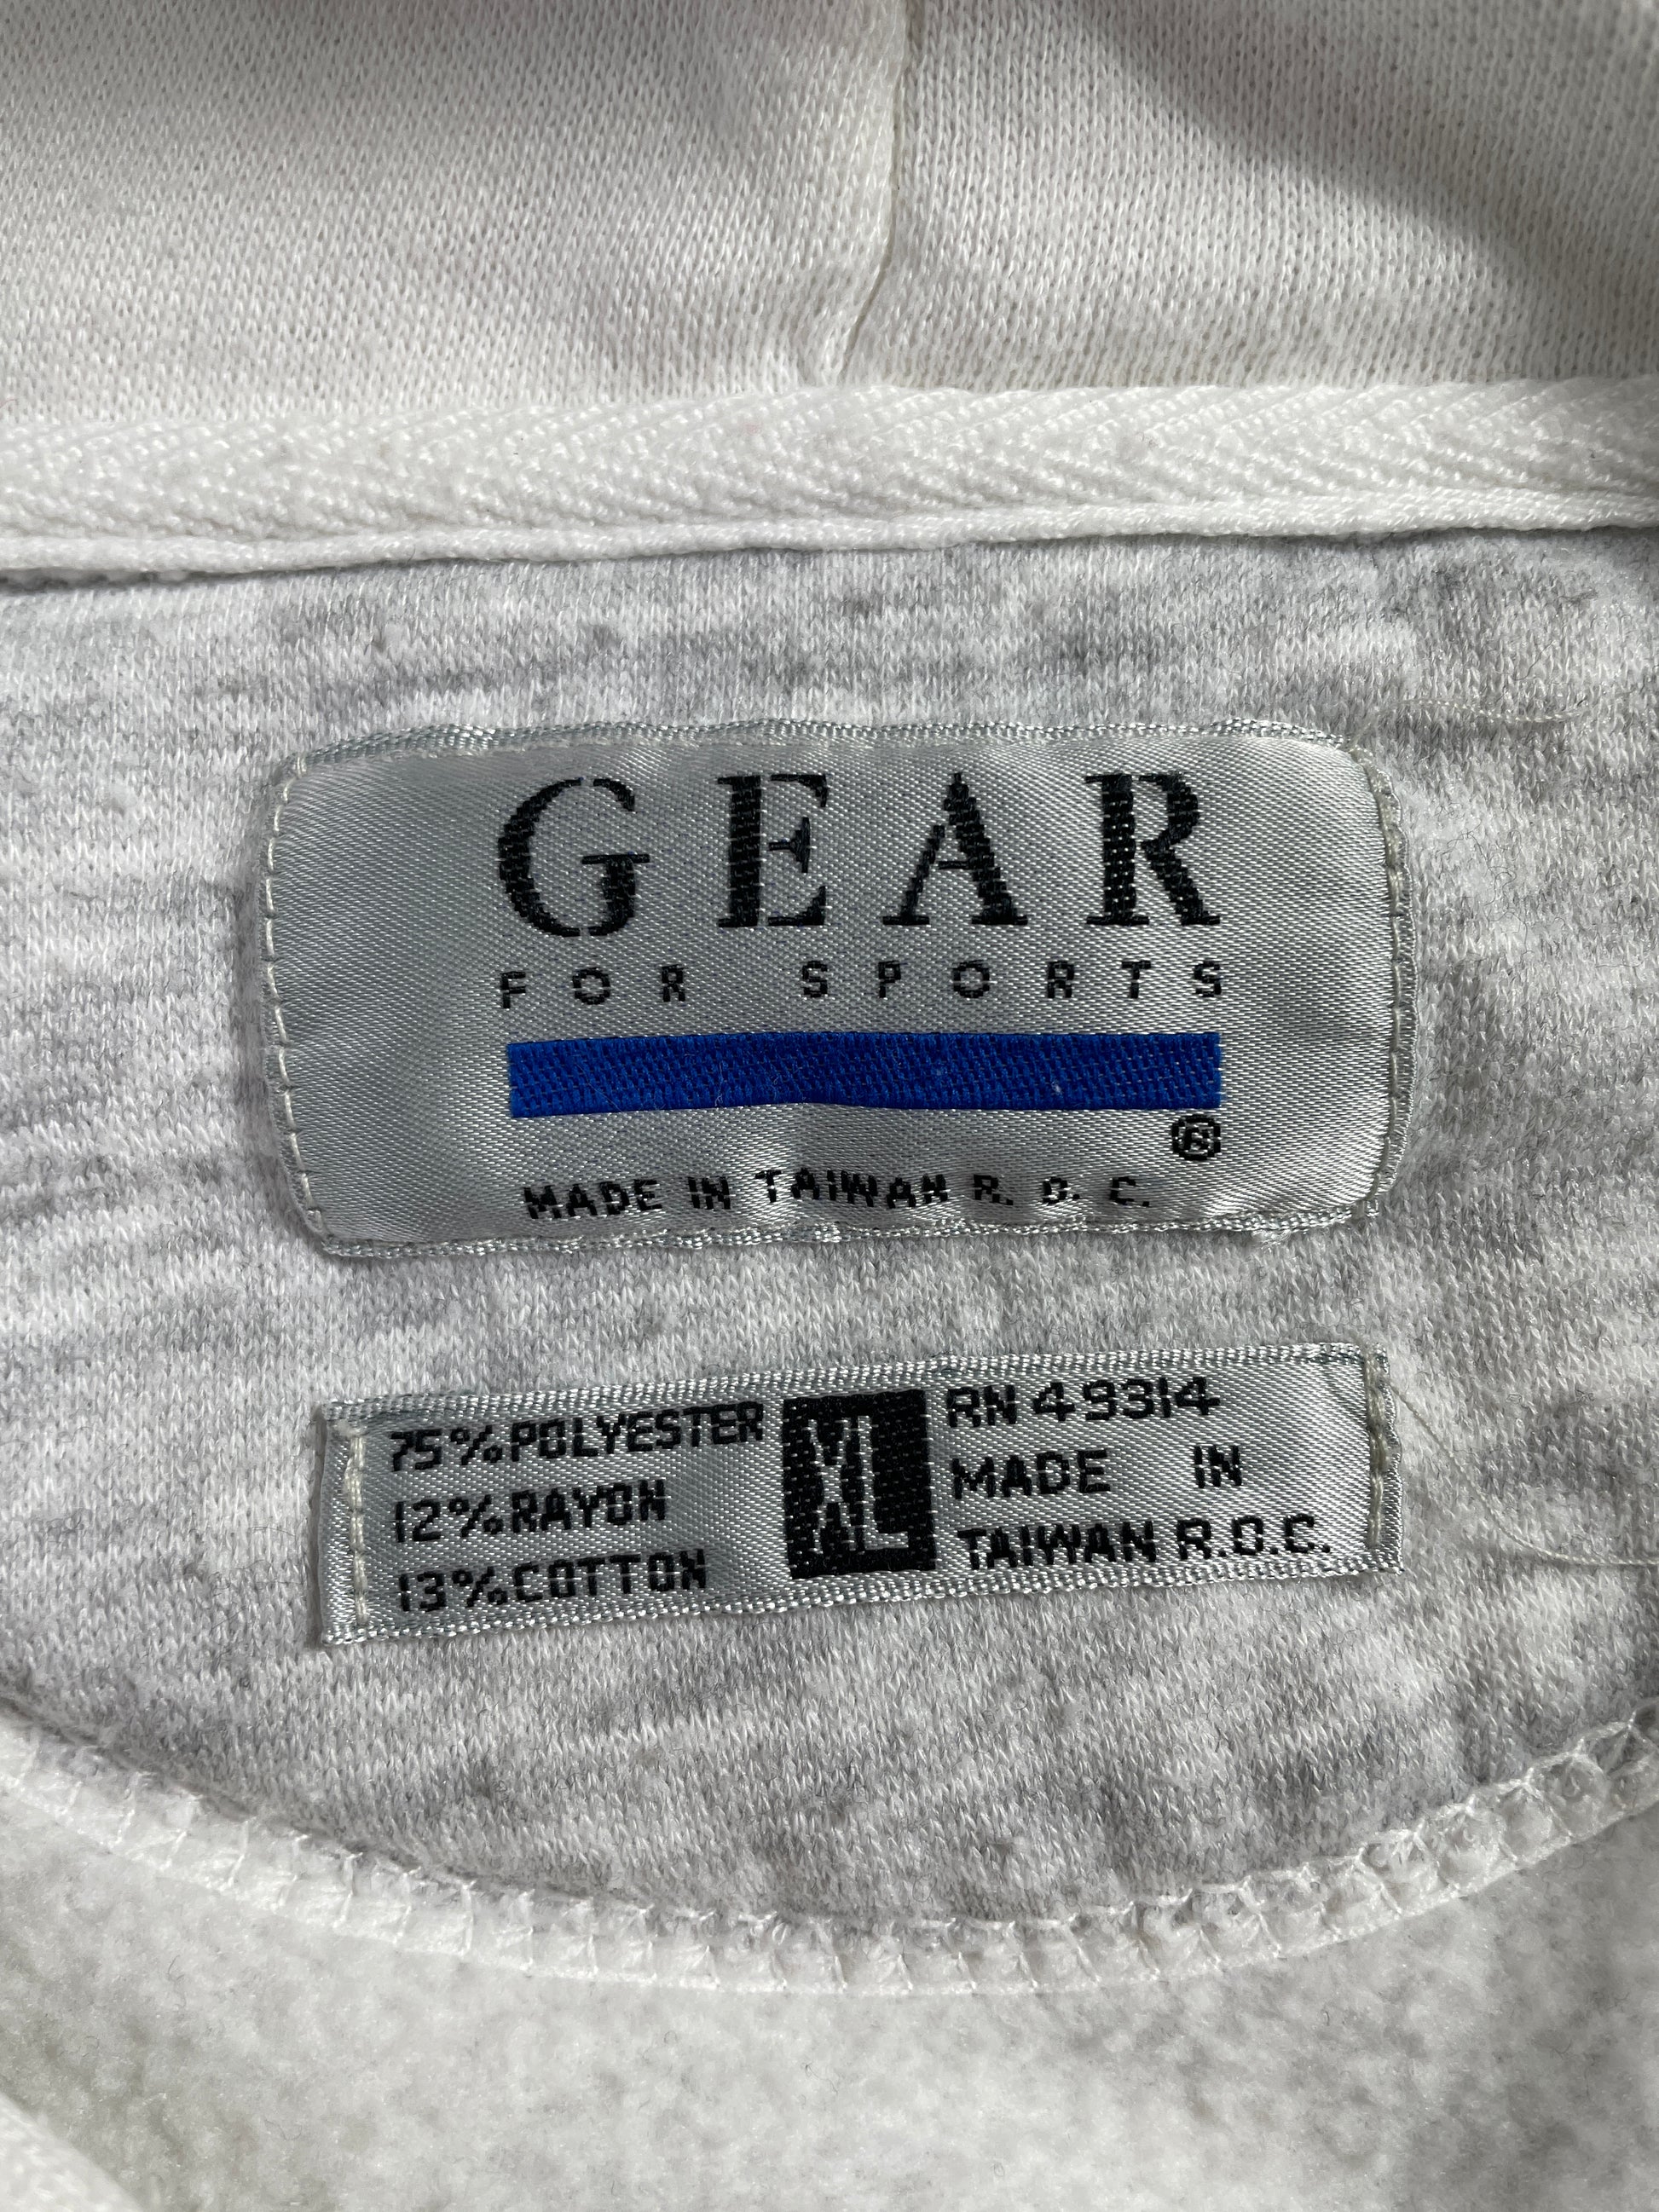 GEAR
FOR SPORTS
®
MADE IN TAIWAN R.O.C.
75% POLYESTER
12% RAYON
13% COTTON
XL
RN 49314
MADE IN
TAIWAN R.O.C.